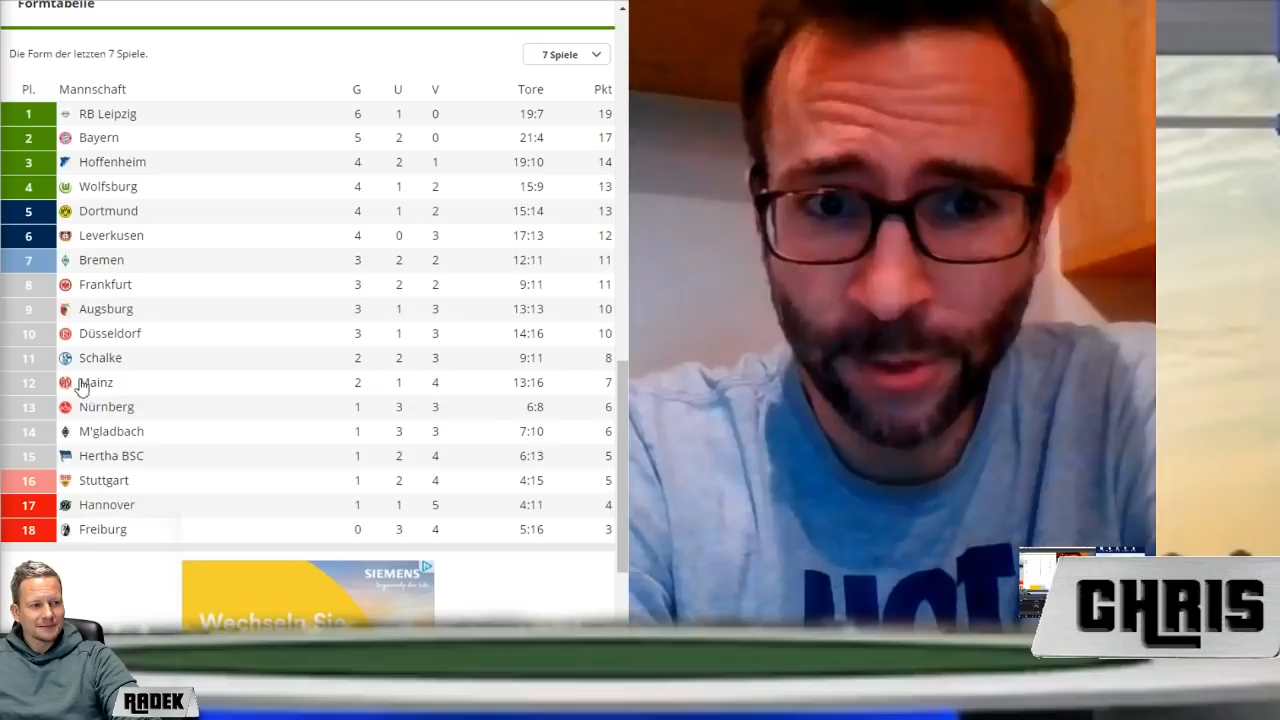 Formtabelle
Die Form der letzten 7 Spiele.
7 Spiele
Pl. Mannschaft G U V Tore Pkt
1 RB Leipzig 6 1 0 19:7 19
2 Bayern 5 2 0 21:4 17
3 Hoffenheim 4 2 1 19:10 14
4 Wolfsburg 4 1 2 15:9 13
5 Dortmund 4 1 2 15:14 13
6 Leverkusen 4 0 3 17:13 12
7 Bremen 3 2 2 12:11 11
8 Frankfurt 3 2 2 9:11 11
9 Augsburg 3 1 3 13:13 10
10 Düsseldorf 3 1 3 14:16 10
11 Schalke 2 2 3 9:11 8
12 Mainz 2 1 4 13:16 7
13 Nürnberg 1 3 3 6:8 6
14 M'gladbach 1 3 3 7:10 6
15 Hertha BSC 1 2 4 6:13 5
16 Stuttgart 1 2 4 4:15 5
17 Hannover 1 1 5 4:11 4
18 Freiburg 0 3 4 5:16 3
SIEMENS
Wechseln Sie
HOT
CHRIS
RADEK